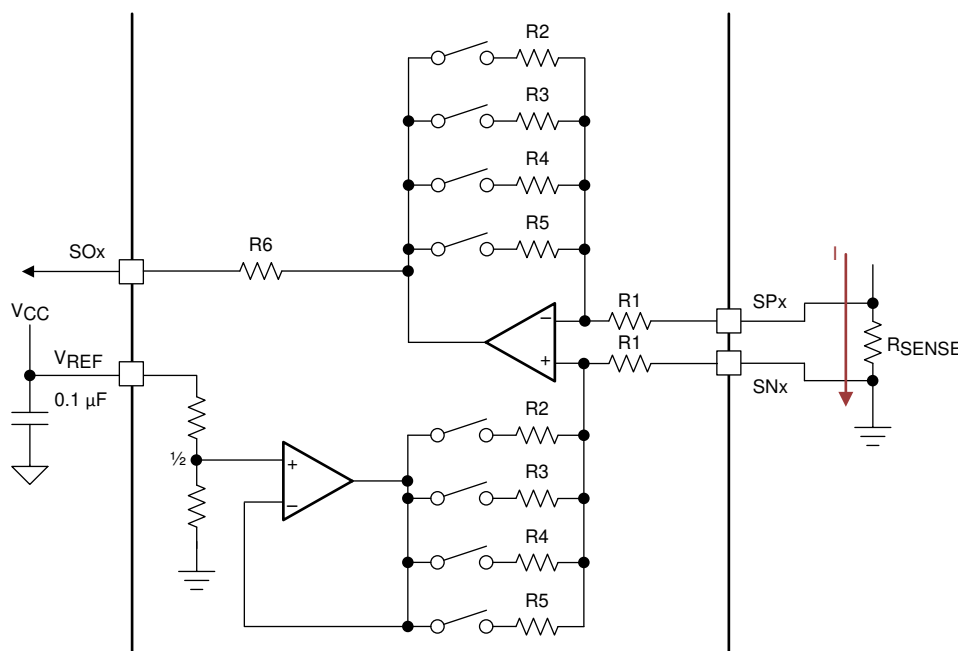 R2
R3
R4
R5
SOx
R6
I
VCC
R1
SPx
R1
RSENSE
VREF
SNx
0.1 µF
½
+
−
−
+
R2
R3
R4
R5